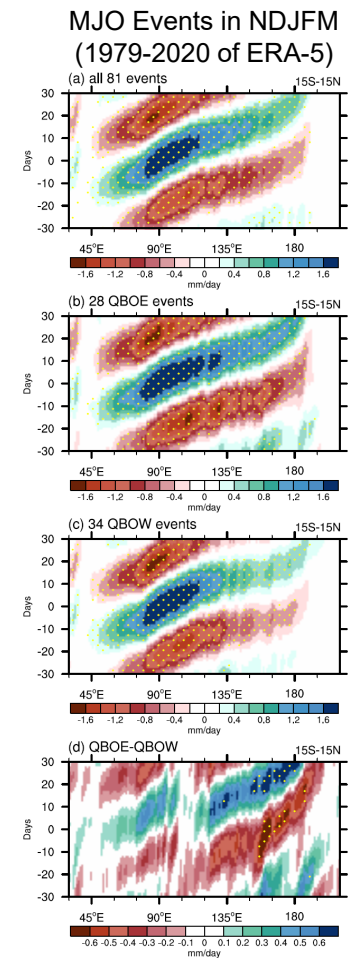 MJO Events in NDJFM
(1979-2020 of ERA-5)
(a) all 81 events 15S-15N
30
20
10
0
-10
-20
-30
Days
45°E 90°E 135°E 180
-1.6 -1.2 -0.8 -0.4 0 0.4 0.8 1.2 1.6
mm/day
(b) 28 QBOE events 15S-15N
30
20
10
0
-10
-20
-30
Days
45°E 90°E 135°E 180
-1.6 -1.2 -0.8 -0.4 0 0.4 0.8 1.2 1.6
mm/day
(c) 34 QBOW events 15S-15N
30
20
10
0
-10
-20
-30
Days
45°E 90°E 135°E 180
-1.6 -1.2 -0.8 -0.4 0 0.4 0.8 1.2 1.6
mm/day
(d) QBOE-QBOW 15S-15N
30
20
10
0
-10
-20
-30
Days
45°E 90°E 135°E 180
-0.6 -0.5 -0.4 -0.3 -0.2 -0.1 0 0.1 0.2 0.3 0.4 0.5 0.6
mm/day